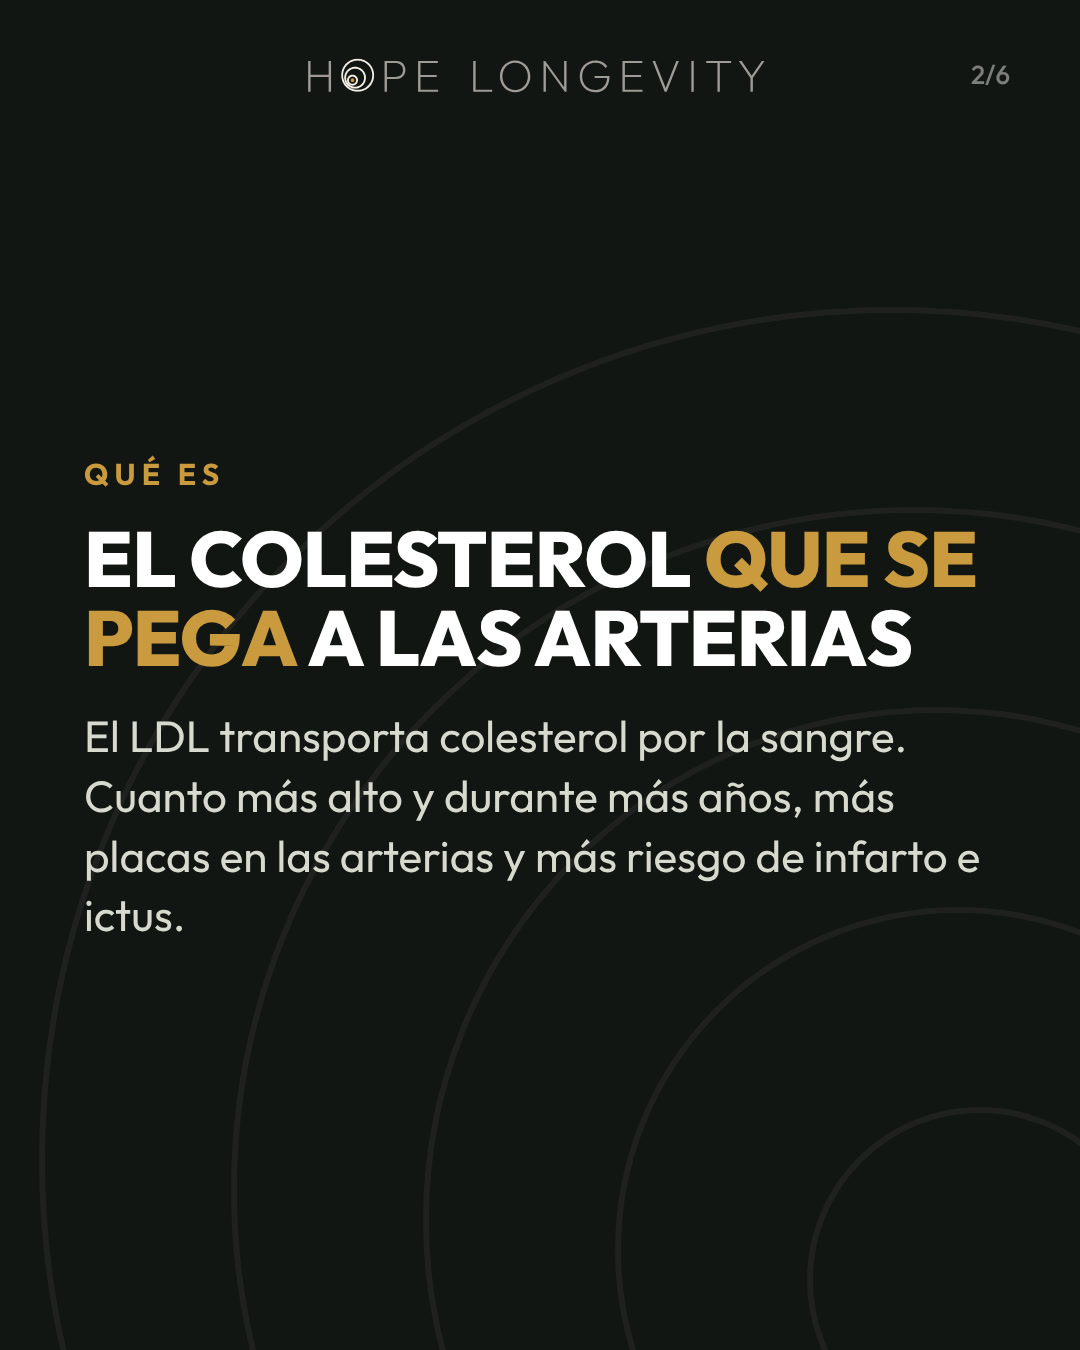 HOPE LONGEVITY
2/6
QUÉ ES
EL COLESTEROL QUE SE
PEGA A LAS ARTERIAS
El LDL transporta colesterol por la sangre.
Cuanto más alto y durante más años, más
placas en las arterias y más riesgo de infarto e
ictus.